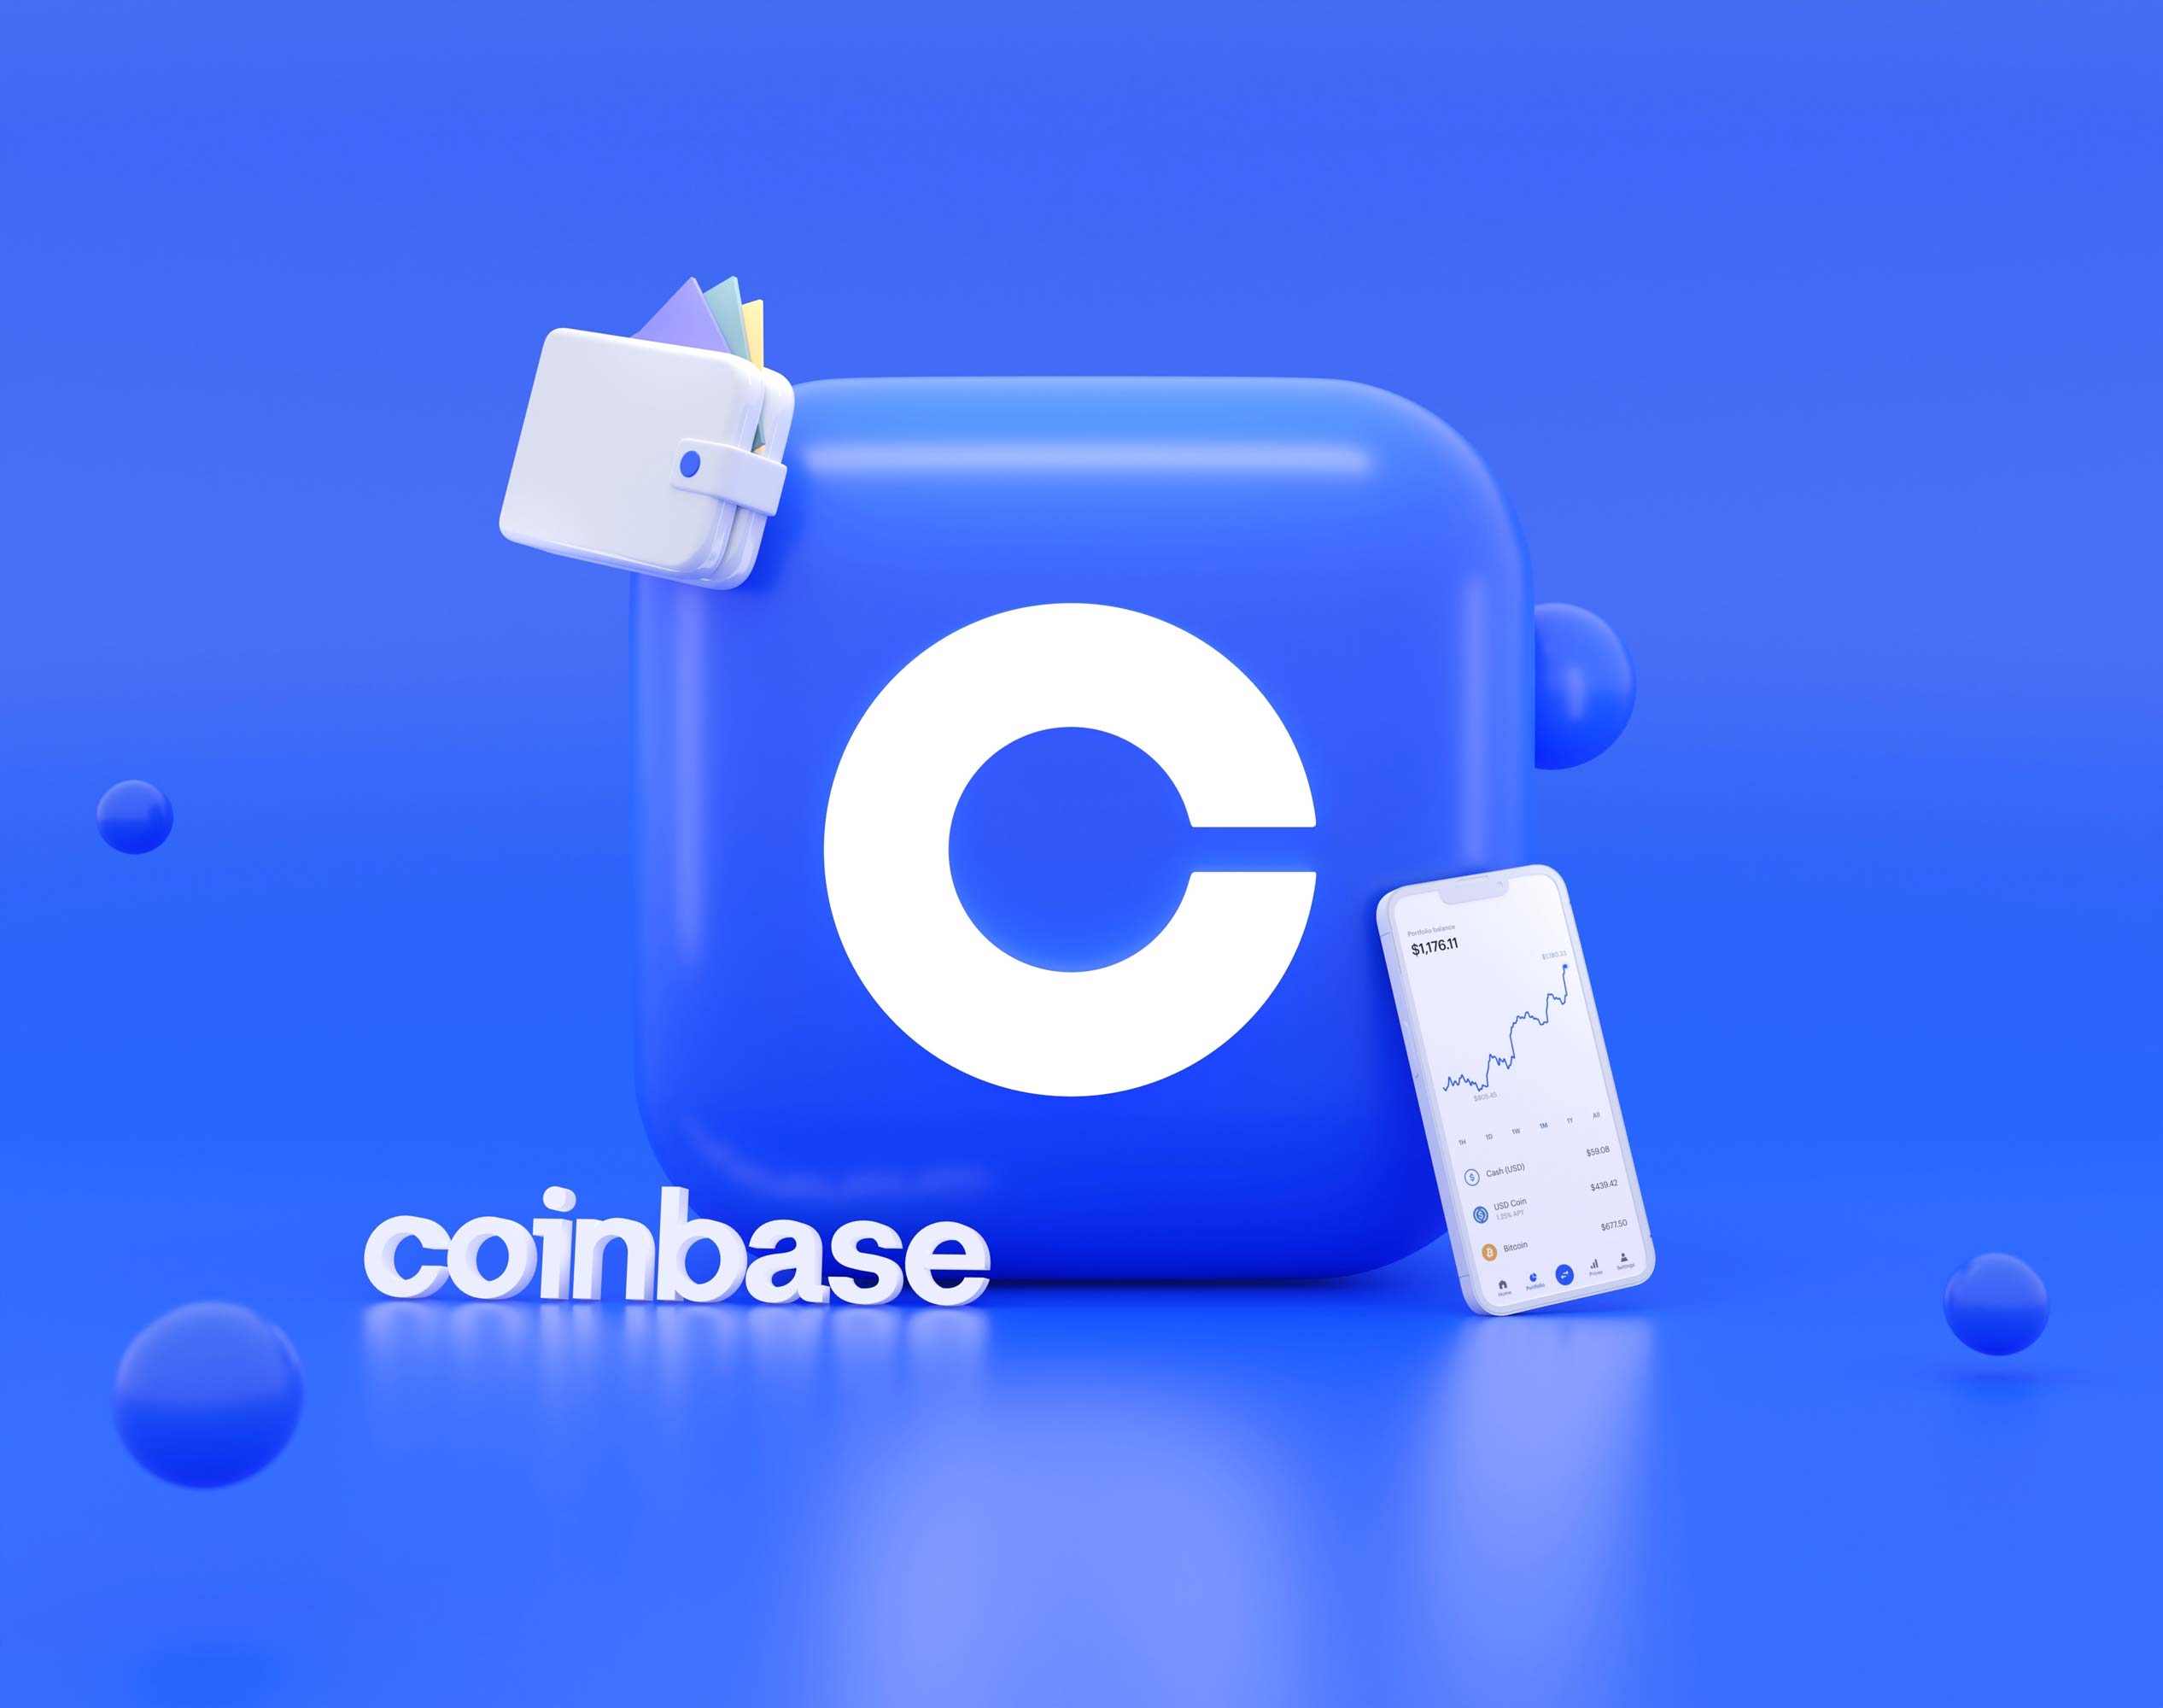 coinbase
Portfolio balance
$1,176.11
$1,180.33
$805.45
1H 1D 1W 1M 1Y All
Cash (USD) $59.08
USD Coin $439.42
1.25% APY
Bitcoin $677.50
Home Portfolio Prices Settings